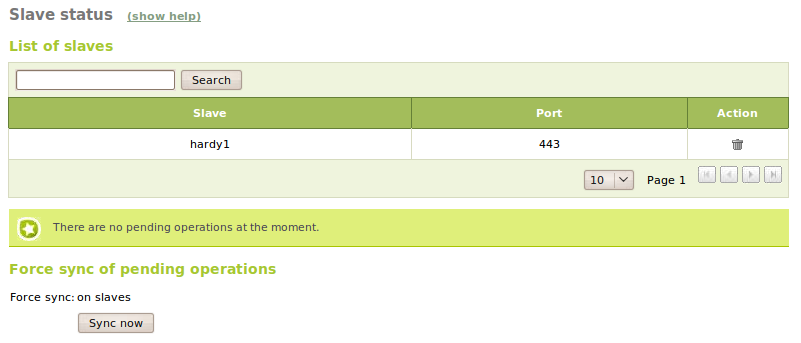 Slave status (show help)
List of slaves
Search
Slave Port Action
hardy1 443
10 Page 1
There are no pending operations at the moment.
Force sync of pending operations
Force sync: on slaves
Sync now